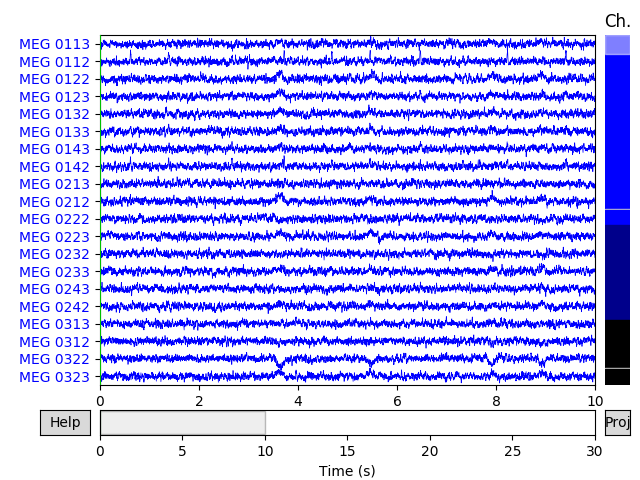 Ch.
MEG 0113
MEG 0112
MEG 0122
MEG 0123
MEG 0132
MEG 0133
MEG 0143
MEG 0142
MEG 0213
MEG 0212
MEG 0222
MEG 0223
MEG 0232
MEG 0233
MEG 0243
MEG 0242
MEG 0313
MEG 0312
MEG 0322
MEG 0323
0 2 4 6 8 10
Help
Proj
0 5 10 15 20 25 30
Time (s)